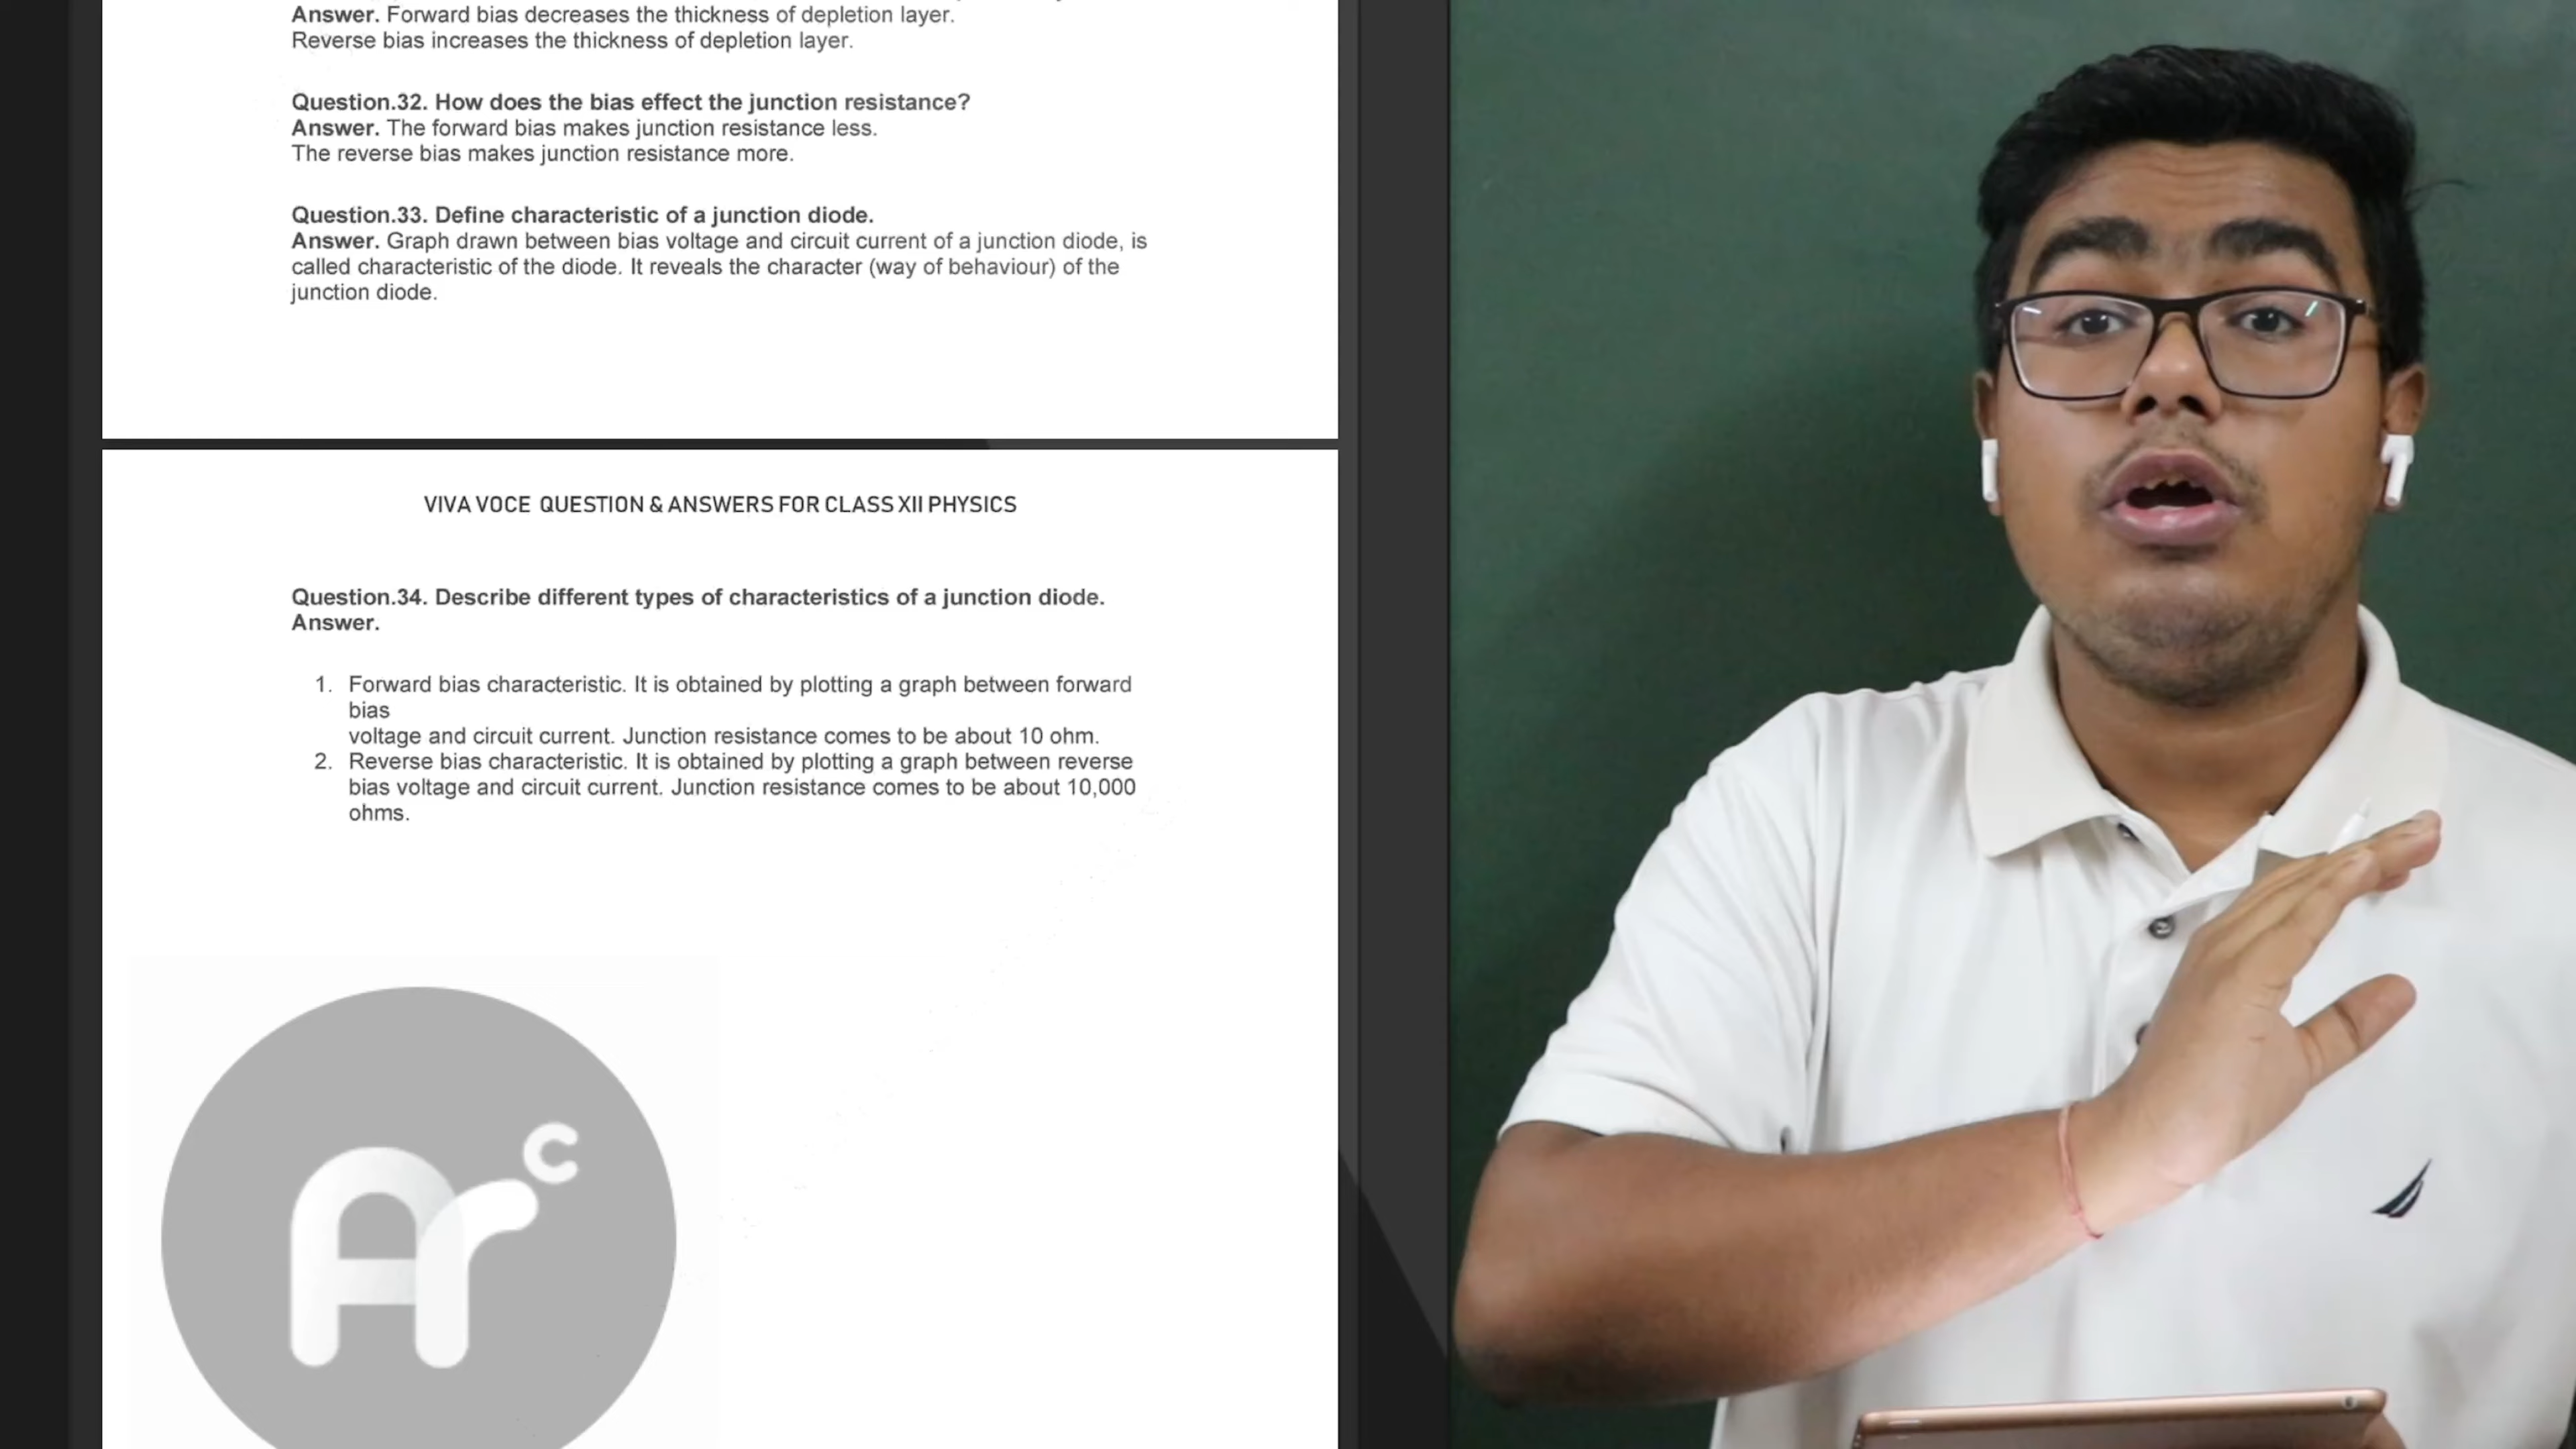 Answer. Forward bias decreases the thickness of depletion layer.
Reverse bias increases the thickness of depletion layer.
Question.32. How does the bias effect the junction resistance?
Answer. The forward bias makes junction resistance less.
The reverse bias makes junction resistance more.
Question.33. Define characteristic of a junction diode.
Answer. Graph drawn between bias voltage and circuit current of a junction diode, is
called characteristic of the diode. It reveals the character (way of behaviour) of the
junction diode.
VIVA VOCE QUESTION & ANSWERS FOR CLASS XII PHYSICS
Question.34. Describe different types of characteristics of a junction diode.
Answer.
1. Forward bias characteristic. It is obtained by plotting a graph between forward
bias
voltage and circuit current. Junction resistance comes to be about 10 ohm.
2. Reverse bias characteristic. It is obtained by plotting a graph between reverse
bias voltage and circuit current. Junction resistance comes to be about 10,000
ohms.
Arc